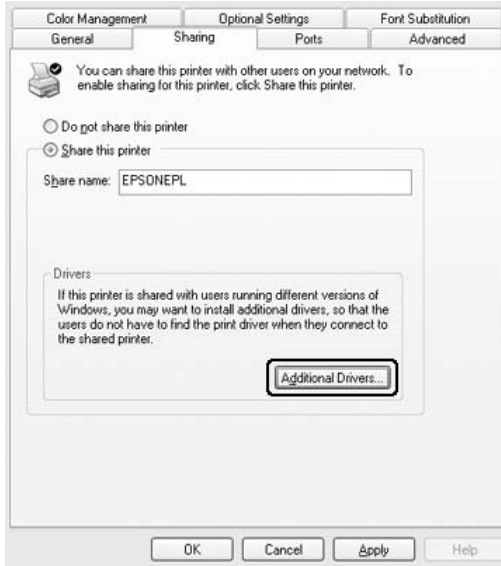 Color Management Optional Settings Font Substitution
General Sharing Ports Advanced
You can share this printer with other users on your network. To
enable sharing for this printer, click Share this printer.
Do not share this printer
Share this printer
Share name: EPSONEPL
Drivers
If this printer is shared with users running different versions of
Windows, you may want to install additional drivers, so that the
users do not have to find the print driver when they connect to
the shared printer.
Additional Drivers...
OK Cancel Apply Help